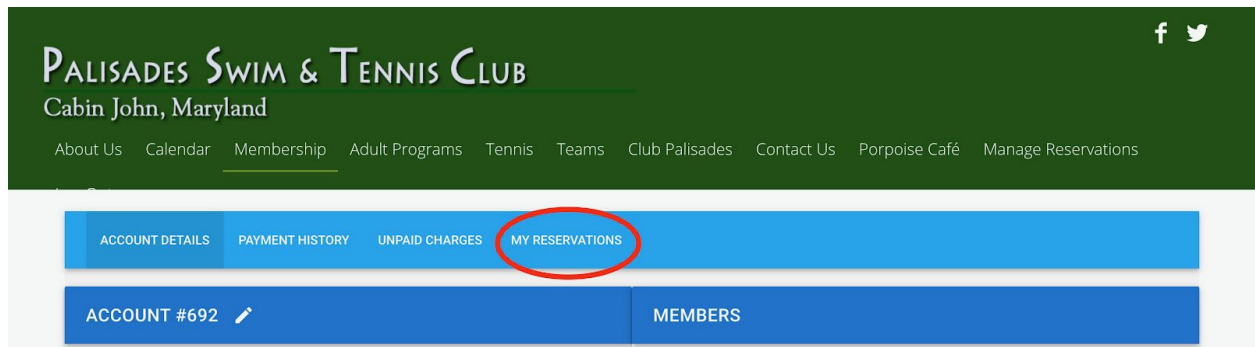 PALISADES SWIM & TENNIS CLUB
Cabin John, Maryland
About Us Calendar Membership Adult Programs Tennis Teams Club Palisades Contact Us Porpoise Café Manage Reservations
ACCOUNT DETAILS PAYMENT HISTORY UNPAID CHARGES MY RESERVATIONS
ACCOUNT #692 MEMBERS